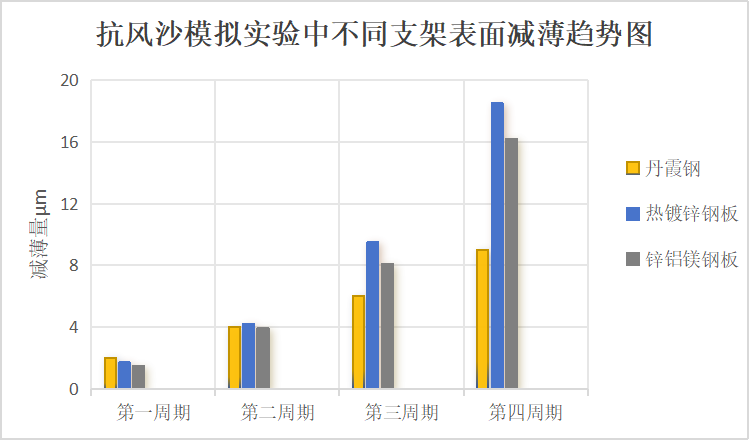 抗风沙模拟实验中不同支架表面减薄趋势图
20
16
12
8
4
0
减薄量μm
第一周期
第二周期
第三周期
第四周期
丹霞钢
热镀锌钢板
锌铝镁钢板